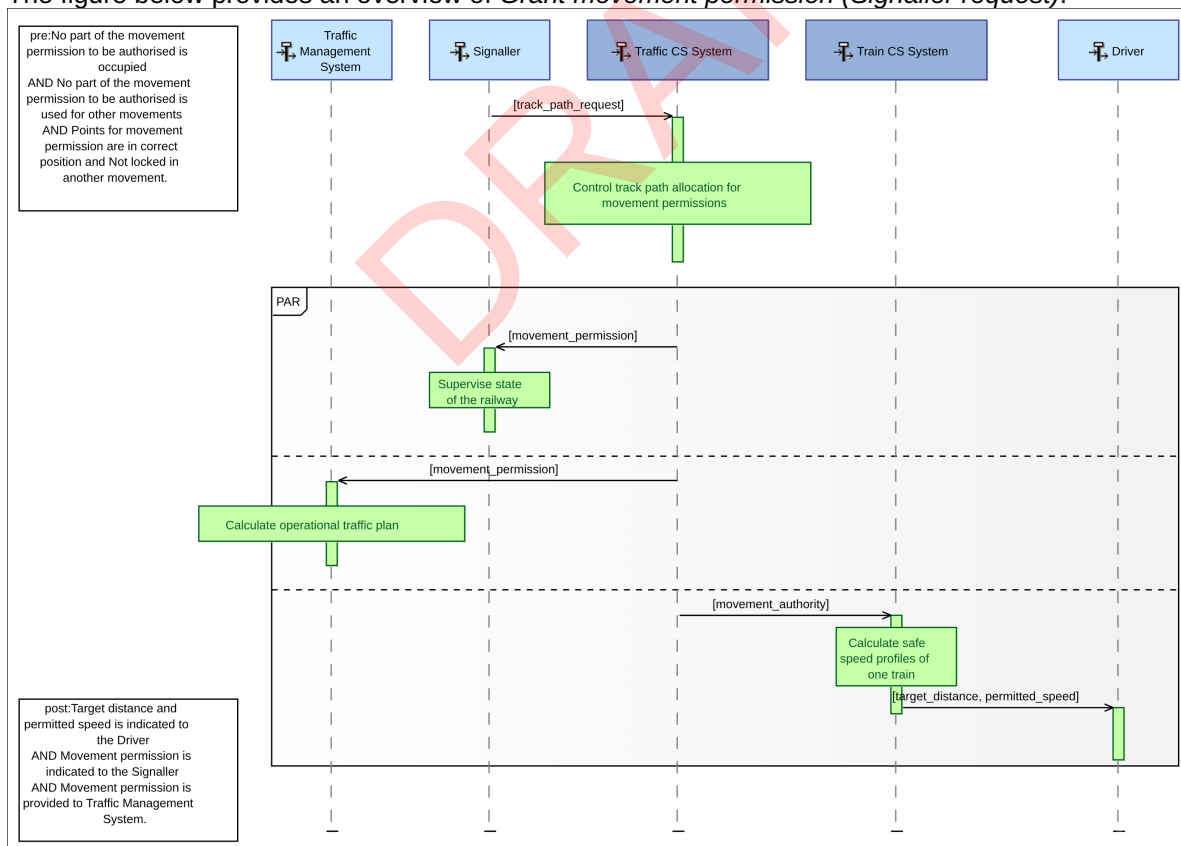 The figure below provides an overview of Grant movement permission (Signaller request).
pre:No part of the movement
permission to be authorised is
occupied
AND No part of the movement
permission to be authorised is
used for other movements
AND Points for movement
permission are in correct
position and Not locked in
another movement.
Traffic
Management
System
Signaller
Traffic CS System
Train CS System
Driver
[track_path_request]
Control track path allocation for
movement permissions
PAR
[movement_permission]
Supervise state
of the railway
[movement_permission]
Calculate operational traffic plan
[movement_authority]
Calculate safe
speed profiles of
one train
[target_distance, permitted_speed]
post:Target distance and
permitted speed is indicated to
the Driver
AND Movement permission is
indicated to the Signaller
AND Movement permission is
provided to Traffic Management
System.
DRA